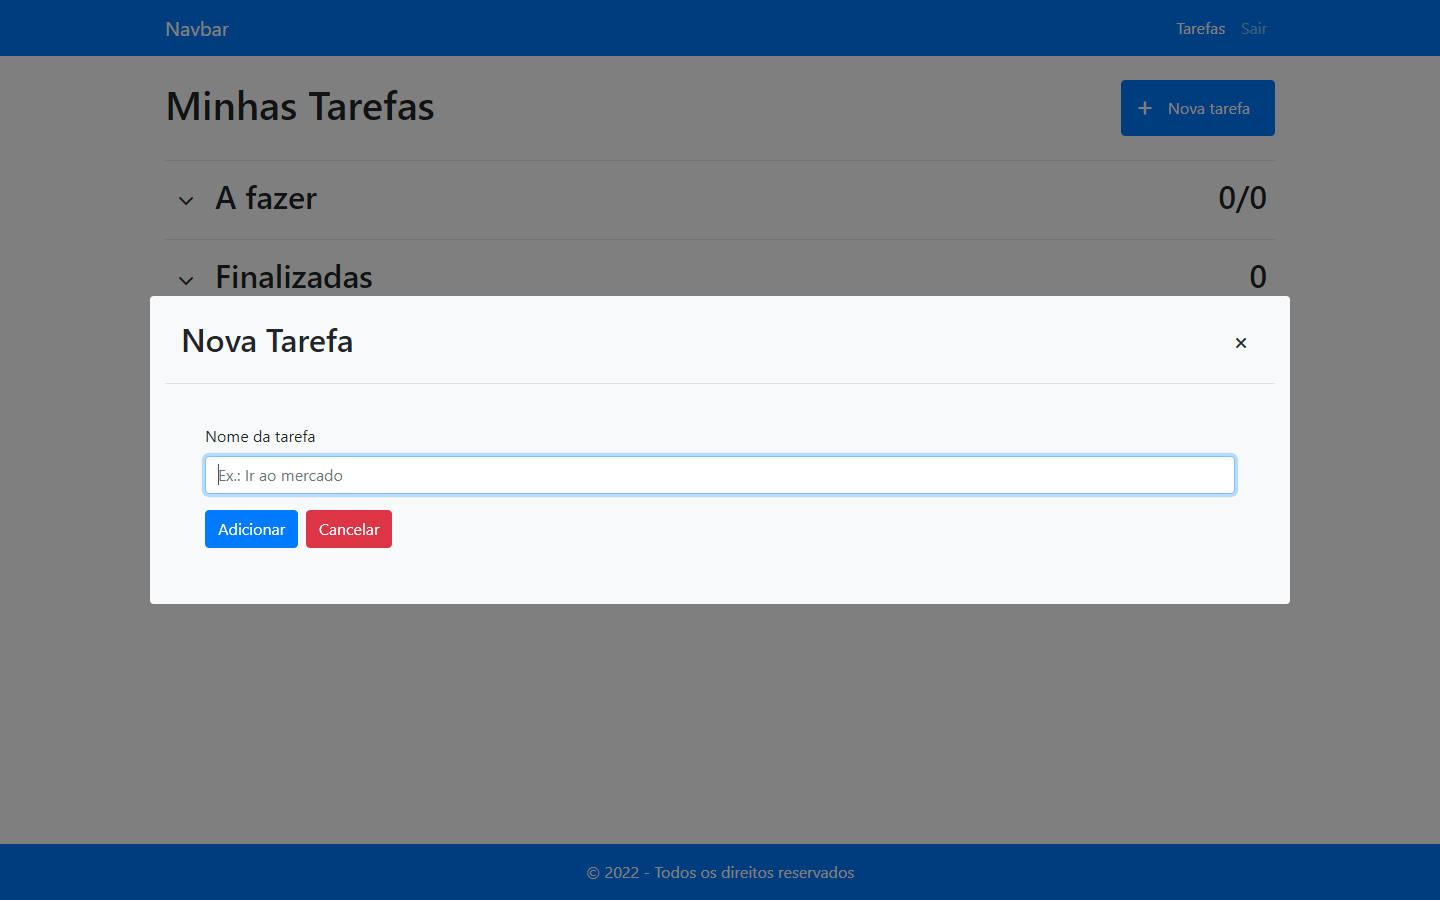 Navbar
Tarefas Sair
Minhas Tarefas
+ Nova tarefa
A fazer
0/0
Finalizadas
0
Nova Tarefa
×
Nome da tarefa
Ex.: Ir ao mercado
Adicionar Cancelar
© 2022 - Todos os direitos reservados